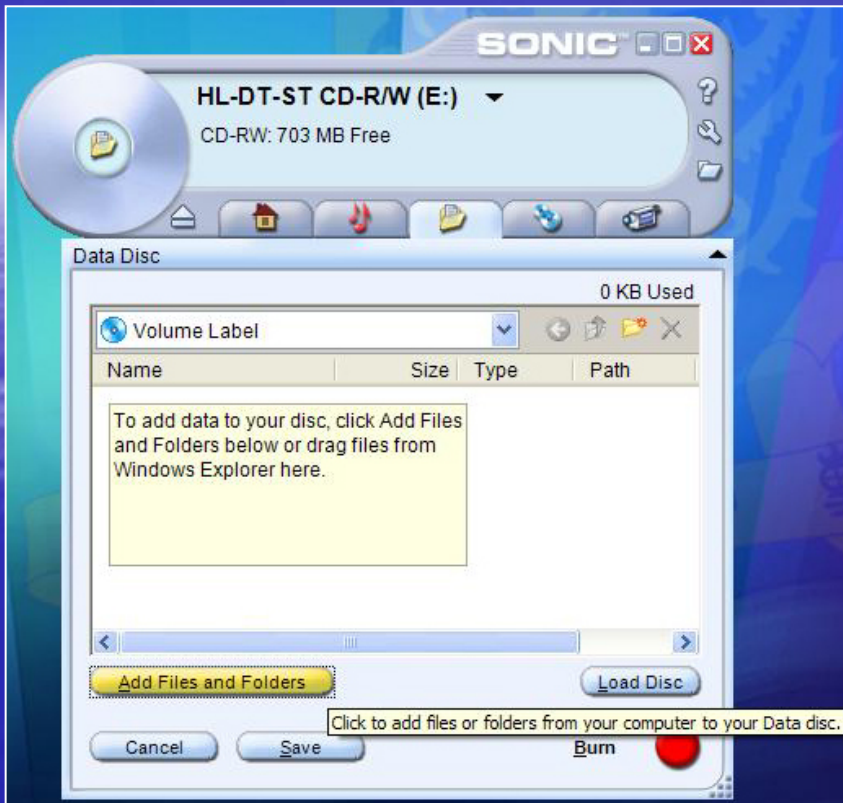 SONIC
HL-DT-ST CD-R/W (E:)
CD-RW: 703 MB Free
Data Disc
0 KB Used
Volume Label
Name Size Type Path
To add data to your disc, click Add Files
and Folders below or drag files from
Windows Explorer here.
Add Files and Folders
Load Disc
Click to add files or folders from your computer to your Data disc.
Cancel
Save
Burn